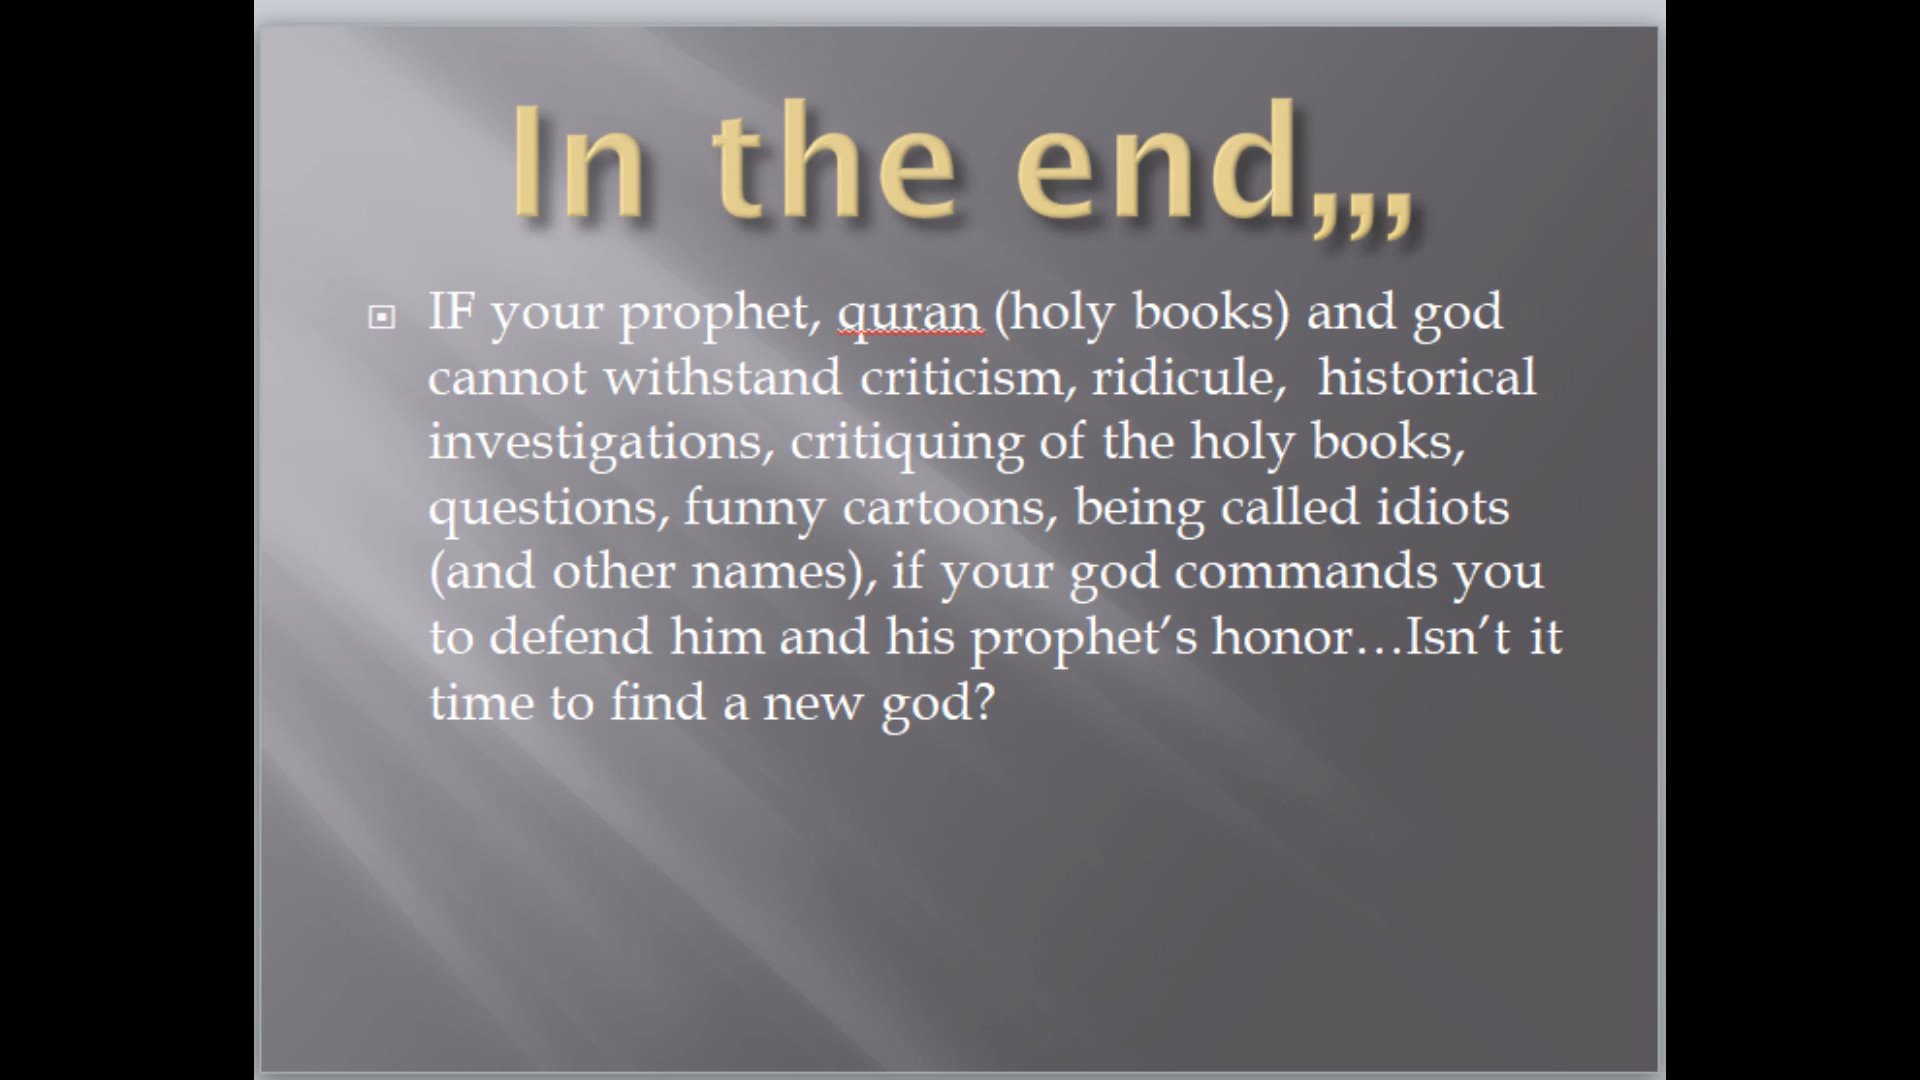 In the end,,,
IF your prophet, quran (holy books) and god
cannot withstand criticism, ridicule,  historical
investigations, critiquing of the holy books,
questions, funny cartoons, being called idiots
(and other names), if your god commands you
to defend him and his prophet’s honor…Isn’t it
time to find a new god?